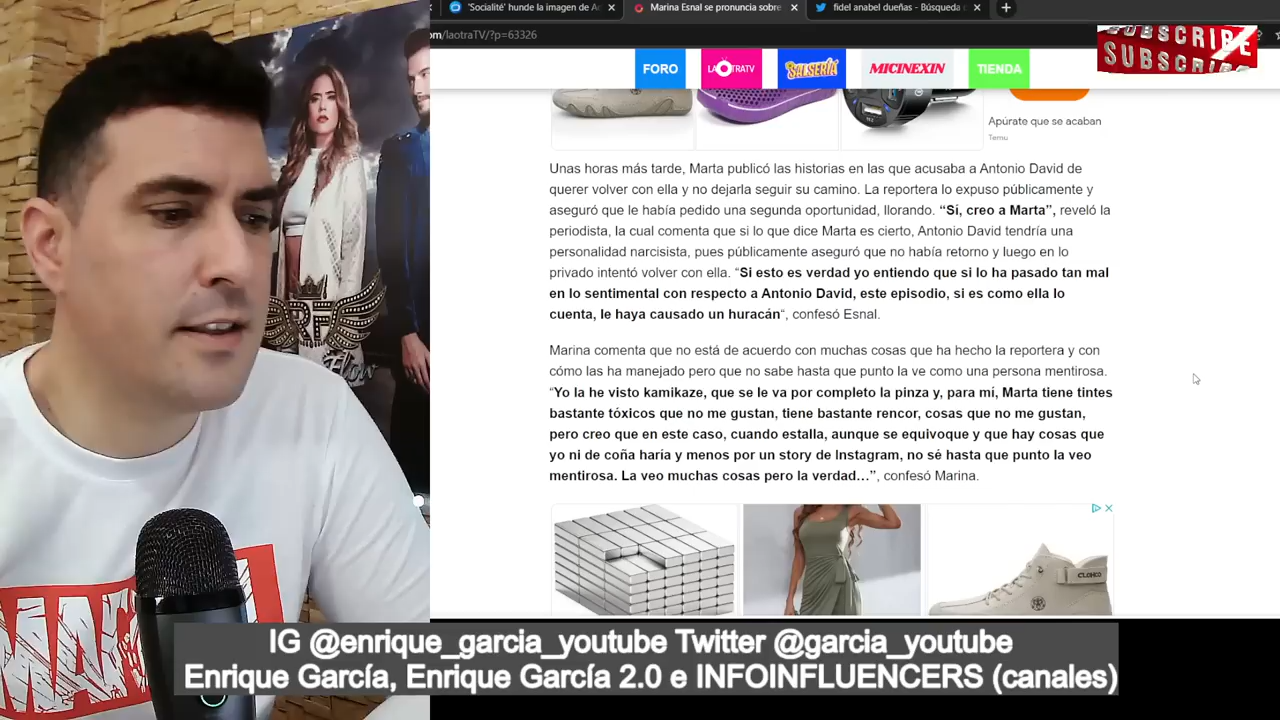 'Socialité' hunde la imagen de A
Marina Esnal se pronuncia sobre
fidel anabel dueñas - Búsqueda
om/laotraTV/?p=63326
SUBSCRIBE
SUBSCRIBE
FORO
LAOTRATV
SALSERÍA
MICINEXIN
TIENDA
Apúrate que se acaban
Temu
Unas horas más tarde, Marta publicó las historias en las que acusaba a Antonio David de
querer volver con ella y no dejarla seguir su camino. La reportera lo expuso públicamente y
aseguró que le había pedido una segunda oportunidad, llorando. “Si, creo a Marta”, reveló la
periodista, la cual comenta que si lo que dice Marta es cierto, Antonio David tendría una
personalidad narcisista, pues públicamente aseguró que no había retorno y luego en lo
privado intentó volver con ella. “Si esto es verdad yo entiendo que si lo ha pasado tan mal
en lo sentimental con respecto a Antonio David, este episodio, si es como ella lo
cuenta, le haya causado un huracán“, confesó Esnal.
Marina comenta que no está de acuerdo con muchas cosas que ha hecho la reportera y con
cómo las ha manejado pero que no sabe hasta que punto la ve como una persona mentirosa.
“Yo la he visto kamikaze, que se le va por completo la pinza y, para mí, Marta tiene tintes
bastante tóxicos que no me gustan, tiene bastante rencor, cosas que no me gustan,
pero creo que en este caso, cuando estalla, aunque se equivoque y que hay cosas que
yo ni de coña haría y menos por un story de Instagram, no sé hasta que punto la veo
mentirosa. La veo muchas cosas pero la verdad…”, confesó Marina.
CLOHOO
RF
IG @enrique_garcia_youtube Twitter @garcia_youtube
Enrique García, Enrique García 2.0 e INFOINFLUENCERS (canales)